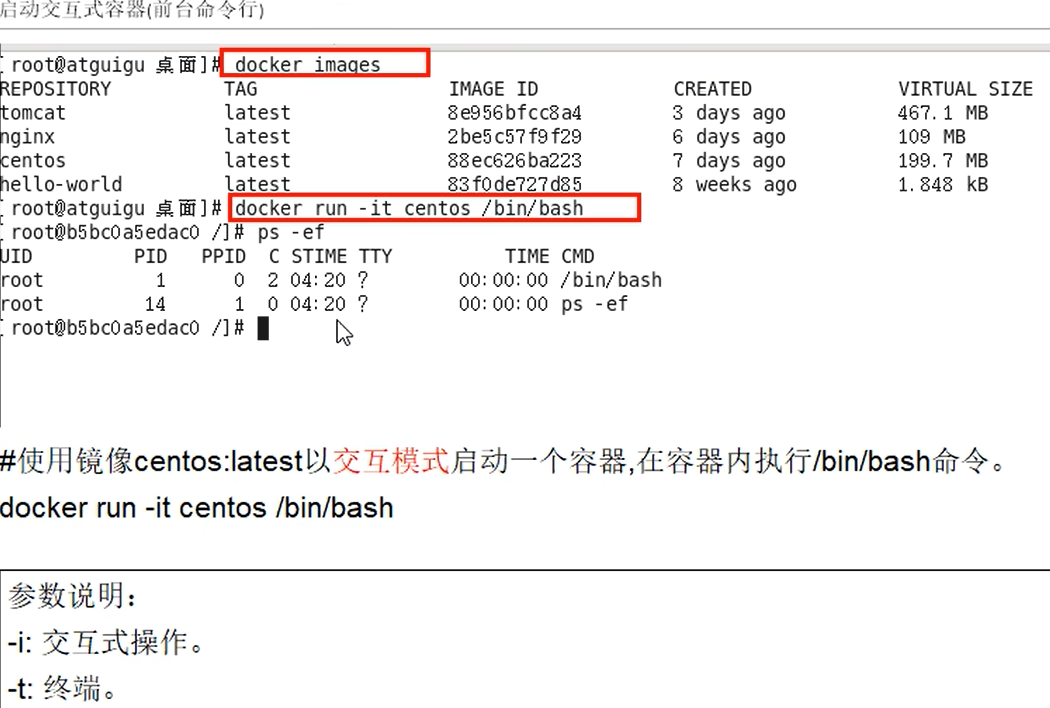 启动交互式容器(前台命令行)
[root@atguigu 桌面]# docker images
REPOSITORY TAG IMAGE ID CREATED VIRTUAL SIZE
tomcat latest 8e956bfcc8a4 3 days ago 467.1 MB
nginx latest 2be5c57f9f29 6 days ago 109 MB
centos latest 88ec626ba223 7 days ago 199.7 MB
hello-world latest 83f0de727d85 8 weeks ago 1.848 kB
[root@atguigu 桌面]# docker run -it centos /bin/bash
[root@b5bc0a5edac0 /]# ps -ef
UID PID PPID C STIME TTY TIME CMD
root 1 0 2 04:20 ? 00:00:00 /bin/bash
root 14 1 0 04:20 ? 00:00:00 ps -ef
[root@b5bc0a5edac0 /]#
#使用镜像centos:latest以交互模式启动一个容器,在容器内执行/bin/bash命令。
docker run -it centos /bin/bash
参数说明：
-i: 交互式操作。
-t: 终端。